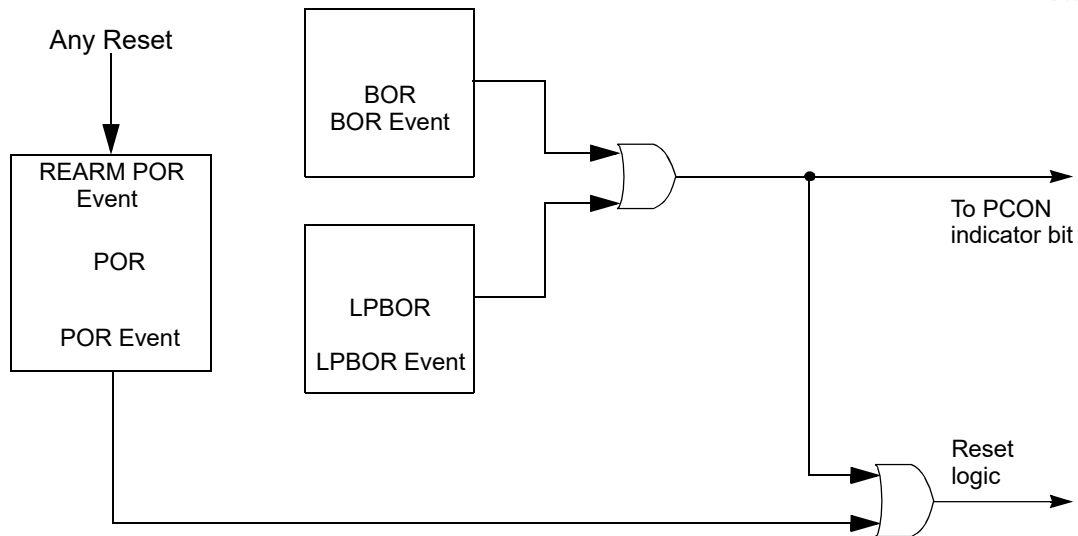 Any Reset
REARM POR
Event
POR
POR Event
BOR
BOR Event
LPBOR
LPBOR Event
To PCON
indicator bit
Reset
logic